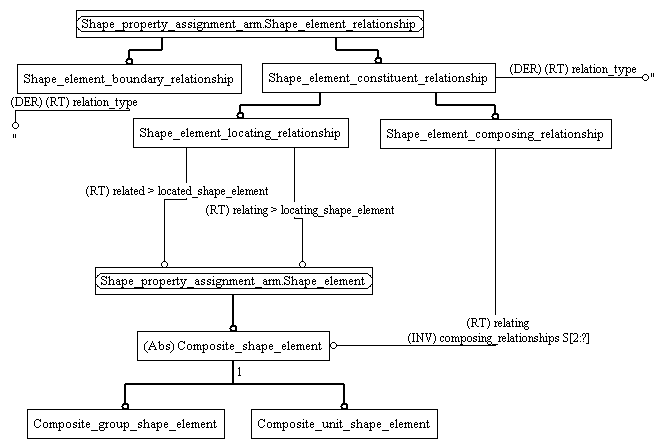 Shape_property_assignment_arm.Shape_element_relationship
Shape_element_boundary_relationship
Shape_element_constituent_relationship
(DER) (RT) relation_type
"
(DER) (RT) relation_type
"
Shape_element_locating_relationship
Shape_element_composing_relationship
(RT) related > located_shape_element
(RT) relating > locating_shape_element
Shape_property_assignment_arm.Shape_element
(RT) relating
(INV) composing_relationships S[2:?]
(Abs) Composite_shape_element
1
Composite_group_shape_element
Composite_unit_shape_element